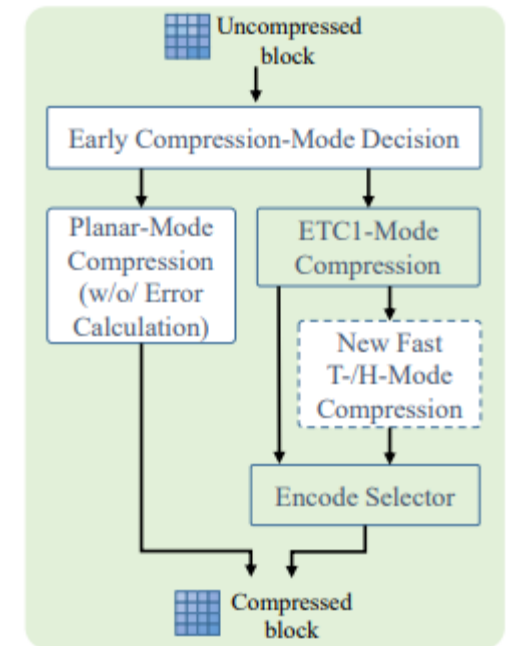 Uncompressed
block
Early Compression-Mode Decision
Planar-Mode
Compression
(w/o/ Error
Calculation)
ETC1-Mode
Compression
New Fast
T-/H-Mode
Compression
Encode Selector
Compressed
block